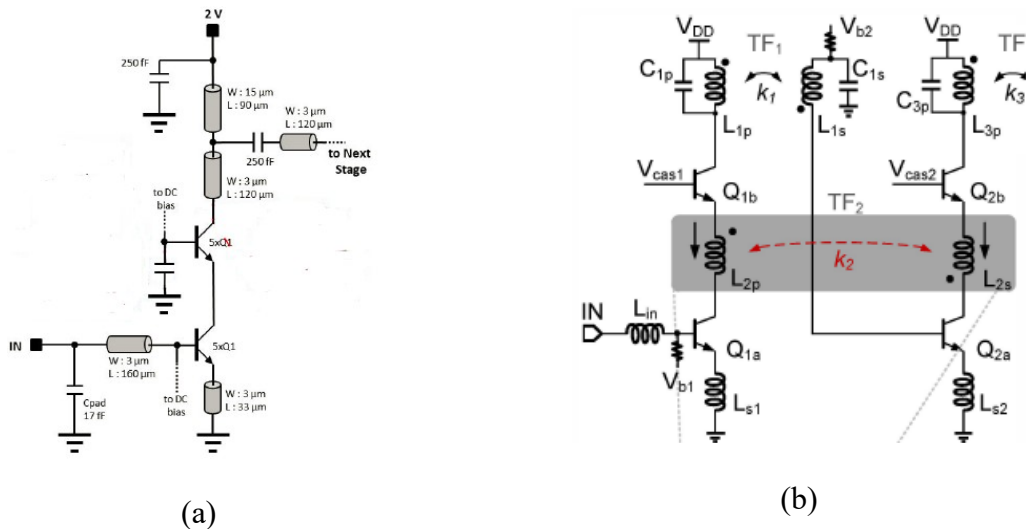 2 V
250 fF
W : 15 µm
L : 90 µm
W : 3 µm
L : 120 µm
250 fF
to Next
Stage
W : 3 µm
L : 120 µm
to DC
bias
5xQ1
IN
W : 3 µm
L : 160 µm
5xQ1
Cpad
17 fF
to DC
bias
W : 3 µm
L : 33 µm
(a)
VDD
TF1
Vb2
VDD
TF
C1p
k1
C1s
C3p
k3
L1p
L1s
L3p
Vcas1
Q1b
Vcas2
Q2b
TF2
k2
L2p
L2s
IN
Lin
Q1a
Q2a
Vb1
Ls1
Ls2
(b)